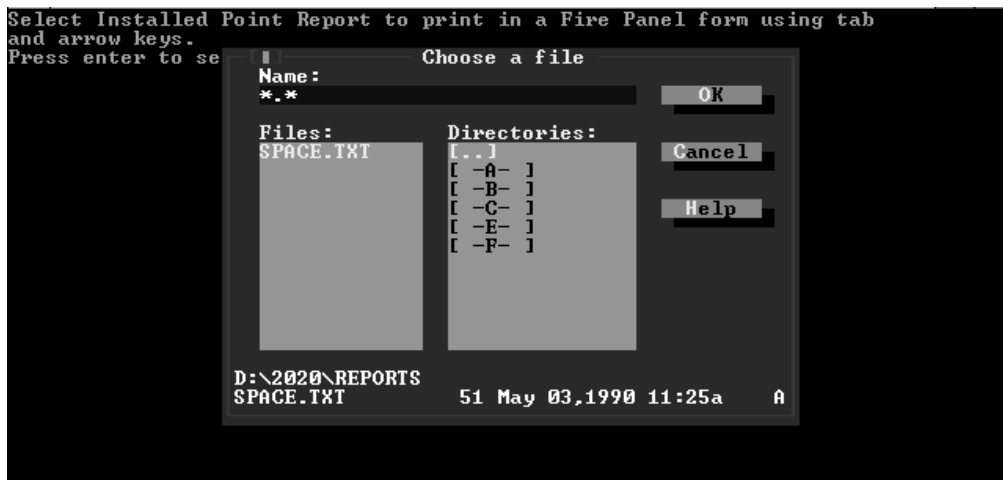 Select Installed Point Report to print in a Fire Panel form using tab
and arrow keys.
Press enter to se
Choose a file
Name:
*.*
OK
Files:
Directories:
SPACE.TXT
[..]
Cancel
[ -A- ]
[ -B- ]
[ -C- ]
Help
[ -E- ]
[ -F- ]
D:\2020\REPORTS
SPACE.TXT 51 May 03,1990 11:25a A